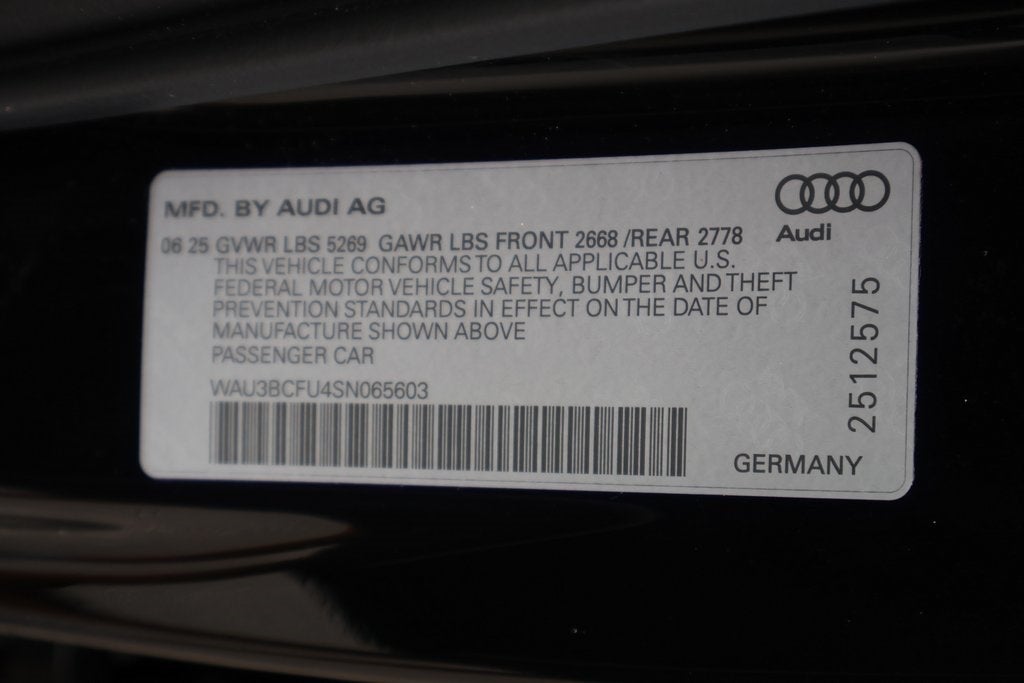 MFD. BY AUDI AG
06 25 GVWR LBS 5269 GAWR LBS FRONT 2668 /REAR 2778
THIS VEHICLE CONFORMS TO ALL APPLICABLE U.S.
FEDERAL MOTOR VEHICLE SAFETY, BUMPER AND THEFT
PREVENTION STANDARDS IN EFFECT ON THE DATE OF
MANUFACTURE SHOWN ABOVE
PASSENGER CAR
WAU3BCFU4SN065603
Audi
2512575
GERMANY